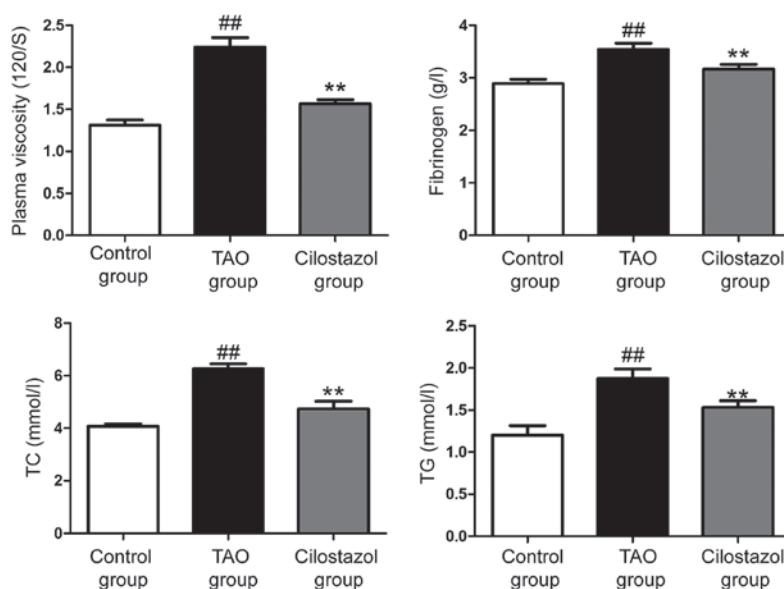 Plasma viscosity (120/S)
2.5
2.0
1.5
1.0
0.5
0.0
##
**
Control
group
TAO
group
Cilostazol
group
Fibrinogen (g/l)
4
3
2
1
0
##
**
Control
group
TAO
group
Cilostazol
group
TC (mmol/l)
8
6
4
2
0
##
**
Control
group
TAO
group
Cilostazol
group
TG (mmol/l)
2.5
2.0
1.5
1.0
0.5
0.0
##
**
Control
group
TAO
group
Cilostazol
group